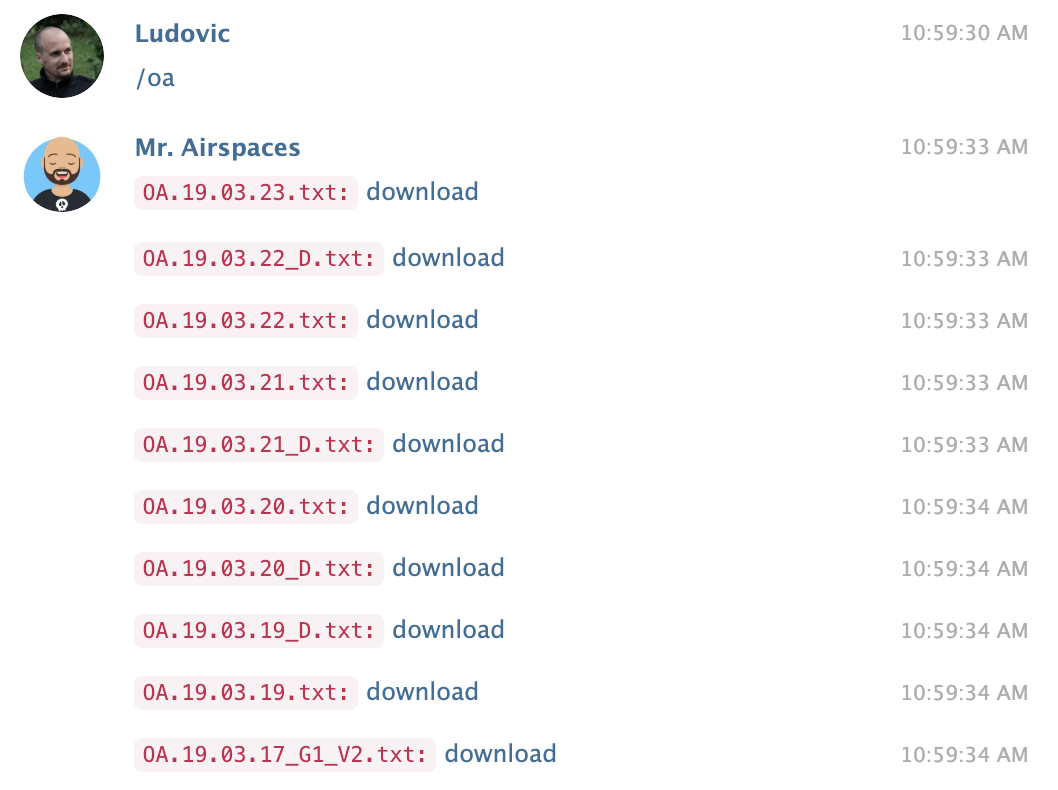 Ludovic 10:59:30 AM
/oa
Mr. Airspaces 10:59:33 AM
OA.19.03.23.txt: download
OA.19.03.22_D.txt: download 10:59:33 AM
OA.19.03.22.txt: download 10:59:33 AM
OA.19.03.21.txt: download 10:59:33 AM
OA.19.03.21_D.txt: download 10:59:33 AM
OA.19.03.20.txt: download 10:59:34 AM
OA.19.03.20_D.txt: download 10:59:34 AM
OA.19.03.19_D.txt: download 10:59:34 AM
OA.19.03.19.txt: download 10:59:34 AM
OA.19.03.17_G1_V2.txt: download 10:59:34 AM